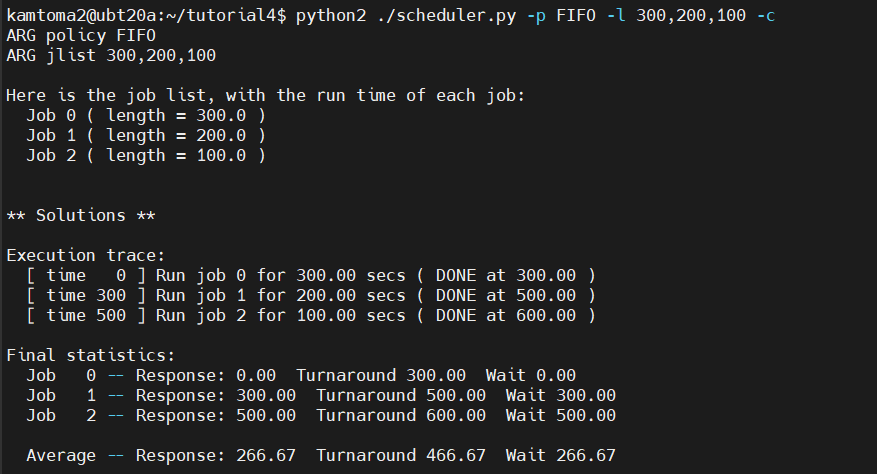 kamtoma2@ubt20a:~/tutorial4$ python2 ./scheduler.py -p FIFO -l 300,200,100 -c
ARG policy FIFO
ARG jlist 300,200,100

Here is the job list, with the run time of each job:
  Job 0 ( length = 300.0 )
  Job 1 ( length = 200.0 )
  Job 2 ( length = 100.0 )


** Solutions **

Execution trace:
  [ time   0 ] Run job 0 for 300.00 secs ( DONE at 300.00 )
  [ time 300 ] Run job 1 for 200.00 secs ( DONE at 500.00 )
  [ time 500 ] Run job 2 for 100.00 secs ( DONE at 600.00 )

Final statistics:
  Job   0 -- Response: 0.00  Turnaround 300.00  Wait 0.00
  Job   1 -- Response: 300.00  Turnaround 500.00  Wait 300.00
  Job   2 -- Response: 500.00  Turnaround 600.00  Wait 500.00

  Average -- Response: 266.67  Turnaround 466.67  Wait 266.67